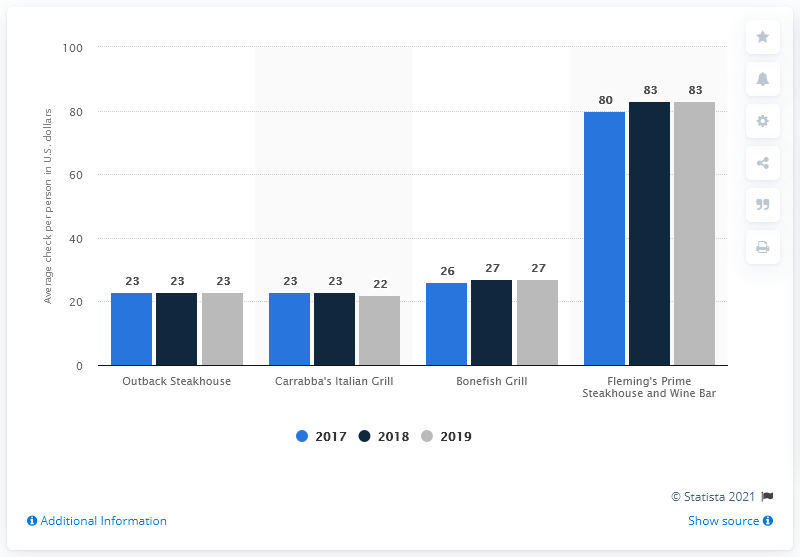 100
80
60
40
20
0
Average check per person in U.S. dollars
23 23 23
23 23 22
26 27 27
80 83 83
Outback Steakhouse
Carrabba's Italian Grill
Bonefish Grill
Fleming's Prime
Steakhouse and Wine Bar
2017 2018 2019
© Statista 2021
Additional Information
Show source